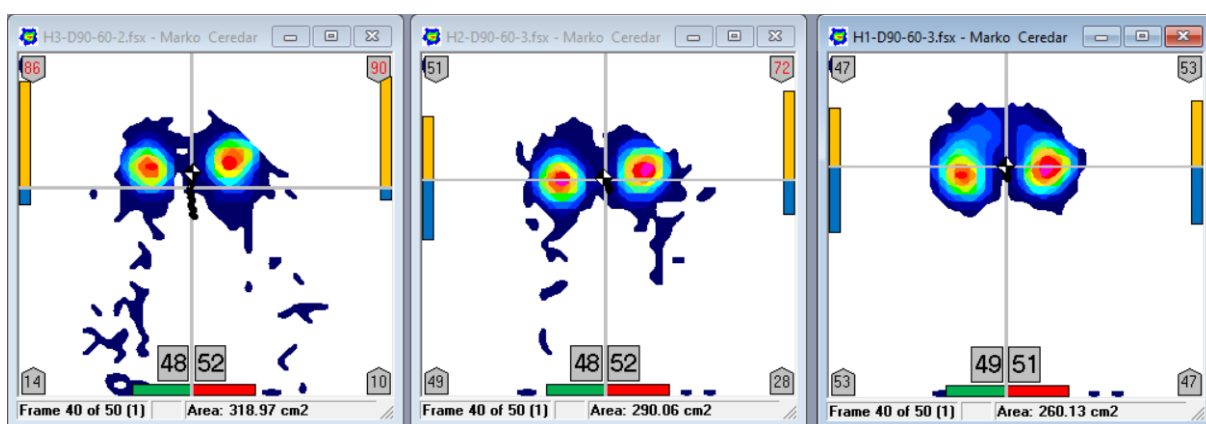 H3-D90-60-2.fsx - Marko Ceredar
86 90
48 52
14 10
Frame 40 of 50 (1) Area: 318.97 cm2
H2-D90-60-3.fsx - Marko Ceredar
51 72
48 52
49 28
Frame 40 of 50 (1) Area: 290.06 cm2
H1-D90-60-3.fsx - Marko Ceredar
47 53
49 51
53 47
Frame 40 of 50 (1) Area: 260.13 cm2